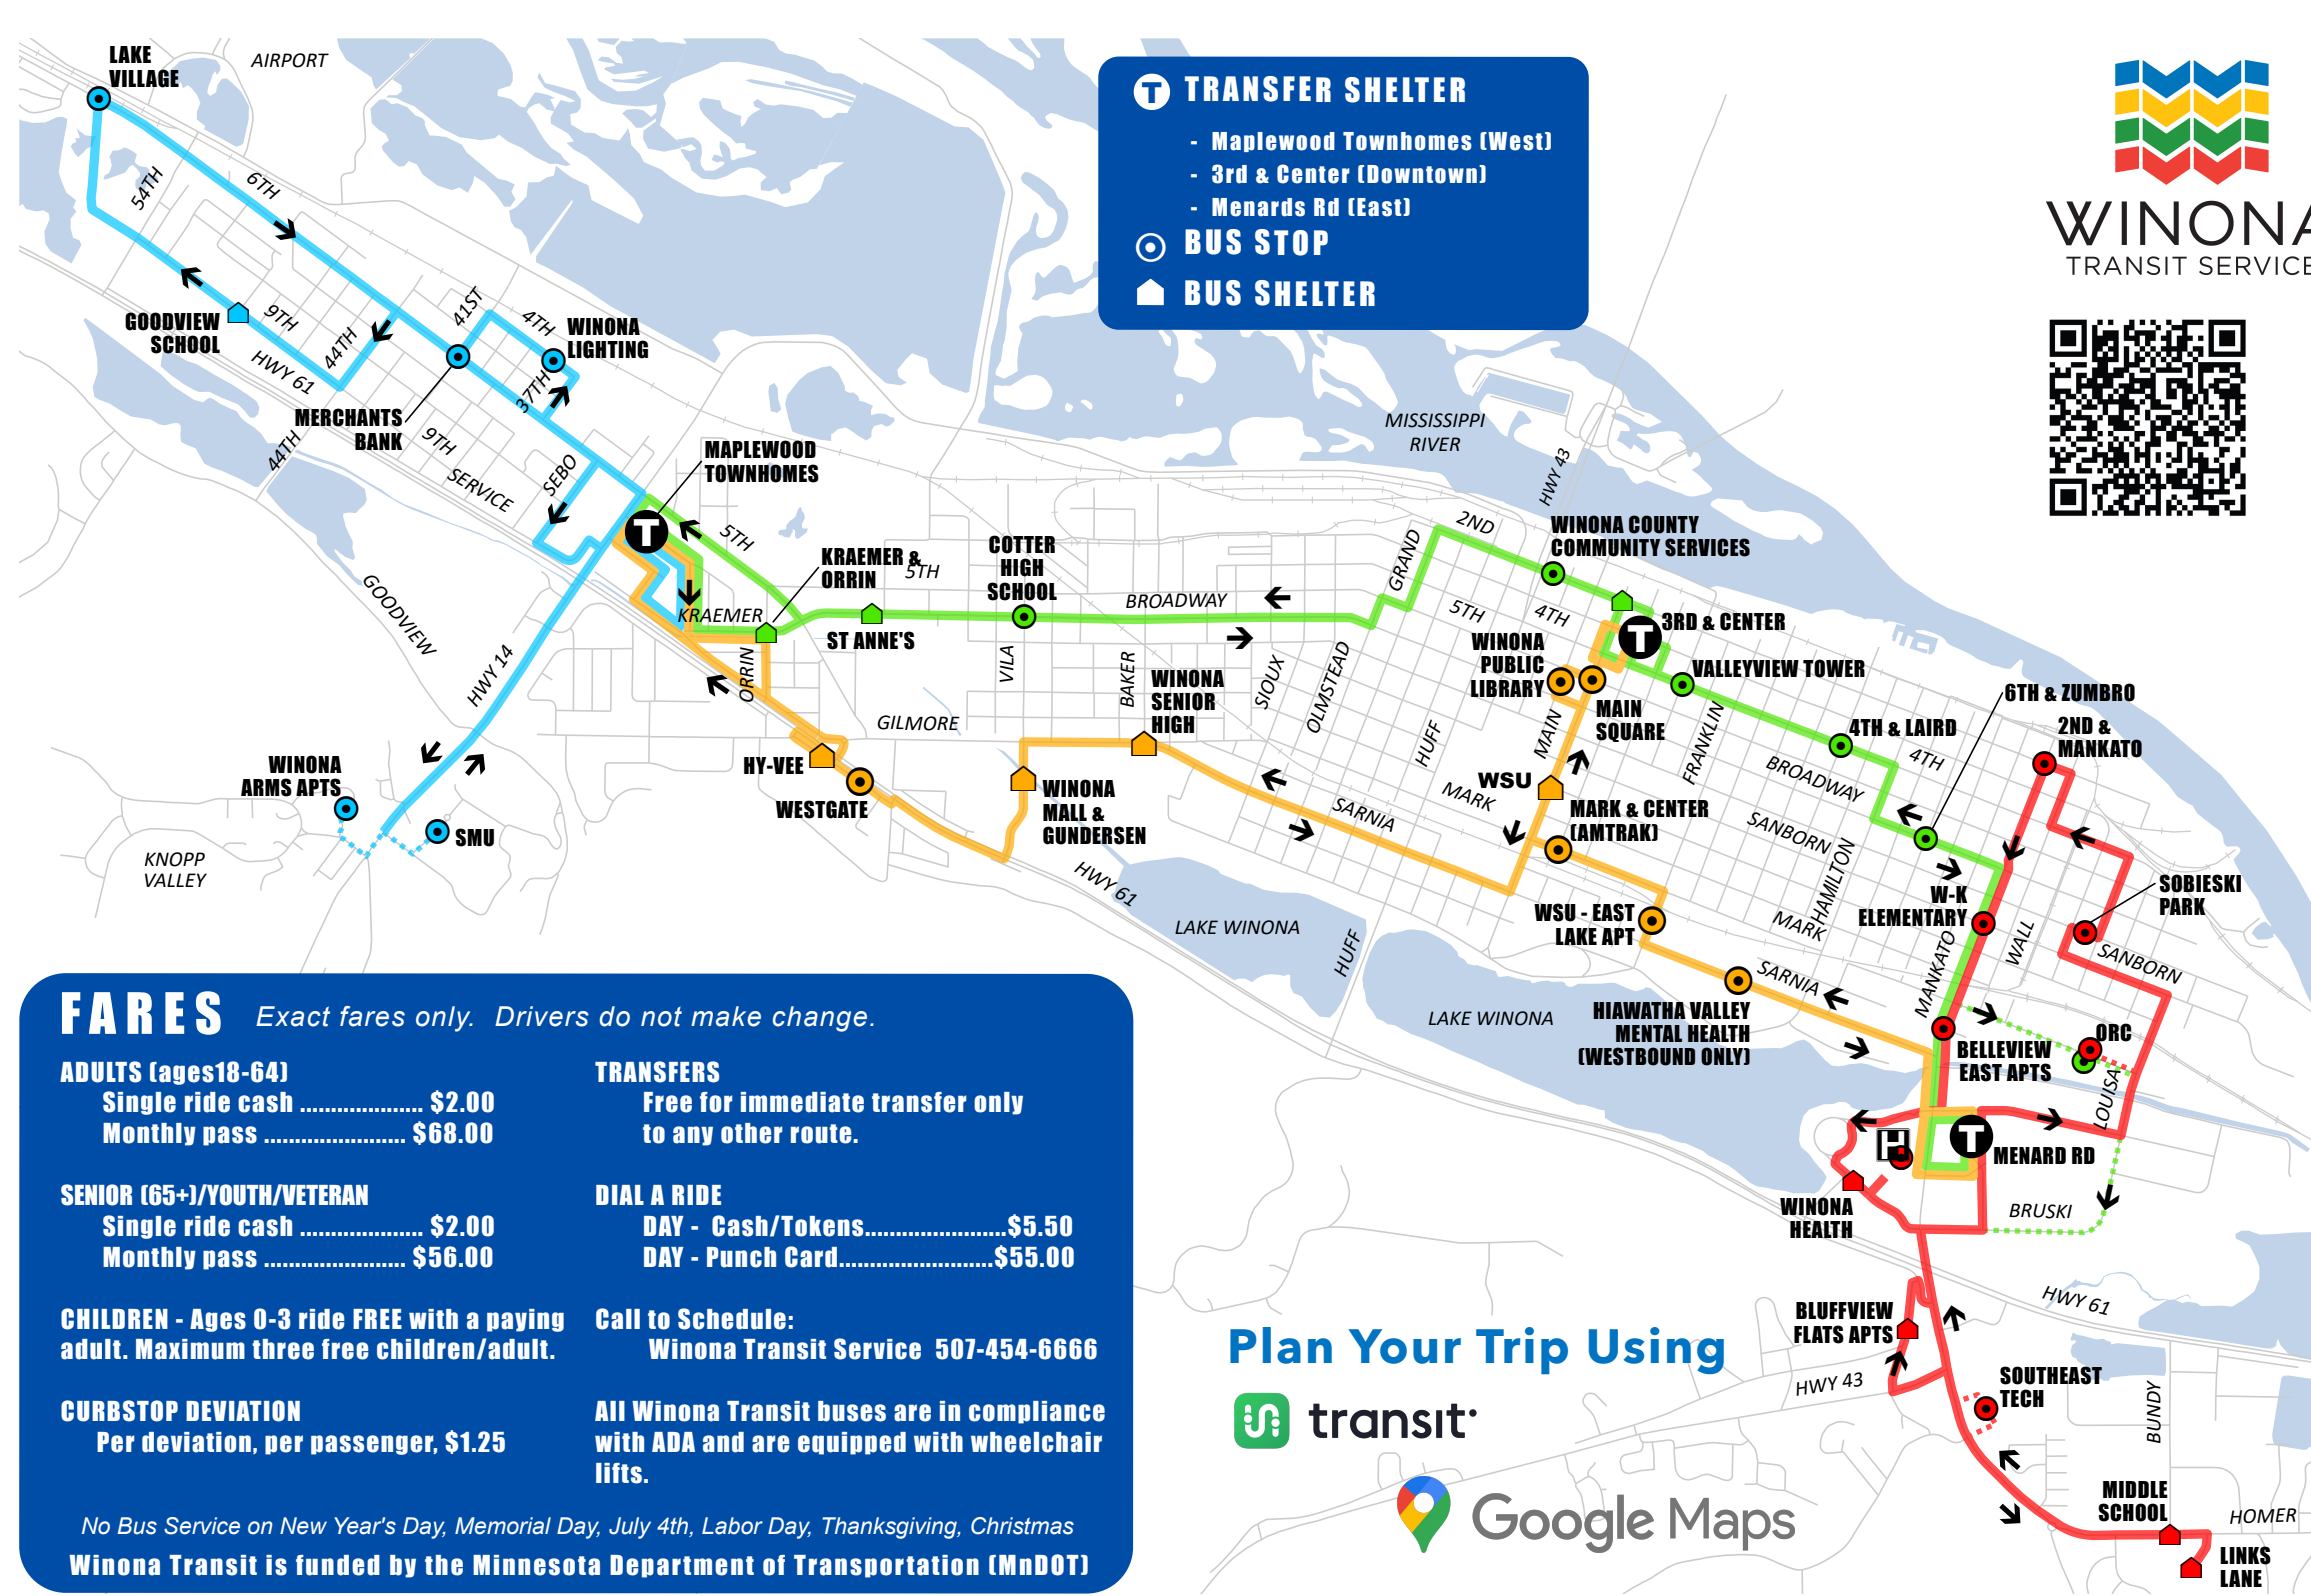 LAKE
VILLAGE
AIRPORT
54TH
6TH
GOODVIEW
SCHOOL
9TH
44TH
HWY 61
41ST
4TH
WINONA
LIGHTING
37TH
MERCHANTS
BANK
44TH
9TH
SERVICE
SEBO
MAPLEWOOD
TOWNHOMES
T
TRANSFER SHELTER
- Maplewood Townhomes (West)
- 3rd & Center (Downtown)
- Menards Rd (East)
BUS STOP
BUS SHELTER
WINONA
TRANSIT SERVICE
MISSISSIPPI
RIVER
HWY 43
T
5TH
KRAEMER &
ORRIN
5TH
KRAEMER
ST ANNE'S
COTTER
HIGH
SCHOOL
BROADWAY
GRAND
2ND
WINONA COUNTY
COMMUNITY SERVICES
5TH
4TH
T
3RD & CENTER
WINONA
PUBLIC
LIBRARY
VALLEYVIEW TOWER
MAIN
SQUARE
6TH & ZUMBRO
2ND &
MANKATO
4TH & LAIRD
4TH
BROADWAY
GOODVIEW
HWY 14
ORRIN
VILA
BAKER
WINONA
SENIOR
HIGH
SIOUX
OLMSTEAD
HUFF
MAIN
FRANKLIN
GILMORE
HY-VEE
WESTGATE
WINONA
MALL &
GUNDERSEN
WINONA
ARMS APTS
SMU
KNOPP
VALLEY
SARNIA
MARK
WSU
MARK & CENTER
(AMTRAK)
SANBORN
HAMILTON
MARK
W-K
ELEMENTARY
MANKATO
WALL
SOBIESKI
PARK
SANBORN
HWY 61
LAKE WINONA
HUFF
LAKE WINONA
WSU - EAST
LAKE APT
SARNIA
HIAWATHA VALLEY
MENTAL HEALTH
(WESTBOUND ONLY)
BELLEVIEW
EAST APTS
ORC
LOUISA
H
T
MENARD RD
WINONA
HEALTH
BRUSKI
HWY 61
BLUFFVIEW
FLATS APTS
HWY 43
SOUTHEAST
TECH
BUNDY
MIDDLE
SCHOOL
HOMER
LINKS
LANE
FARES Exact fares only. Drivers do not make change.
ADULTS (ages18-64)
Single ride cash .................... $2.00
Monthly pass ....................... $68.00
SENIOR (65+)/YOUTH/VETERAN
Single ride cash .................... $2.00
Monthly pass ....................... $56.00
CHILDREN - Ages 0-3 ride FREE with a paying
adult. Maximum three free children/adult.
CURBSTOP DEVIATION
Per deviation, per passenger, $1.25
TRANSFERS
Free for immediate transfer only
to any other route.
DIAL A RIDE
DAY - Cash/Tokens.......................$5.50
DAY - Punch Card.........................$55.00
Call to Schedule:
Winona Transit Service 507-454-6666
All Winona Transit buses are in compliance
with ADA and are equipped with wheelchair
lifts.
No Bus Service on New Year's Day, Memorial Day, July 4th, Labor Day, Thanksgiving, Christmas
Winona Transit is funded by the Minnesota Department of Transportation (MnDOT)
Plan Your Trip Using
transit
Google Maps